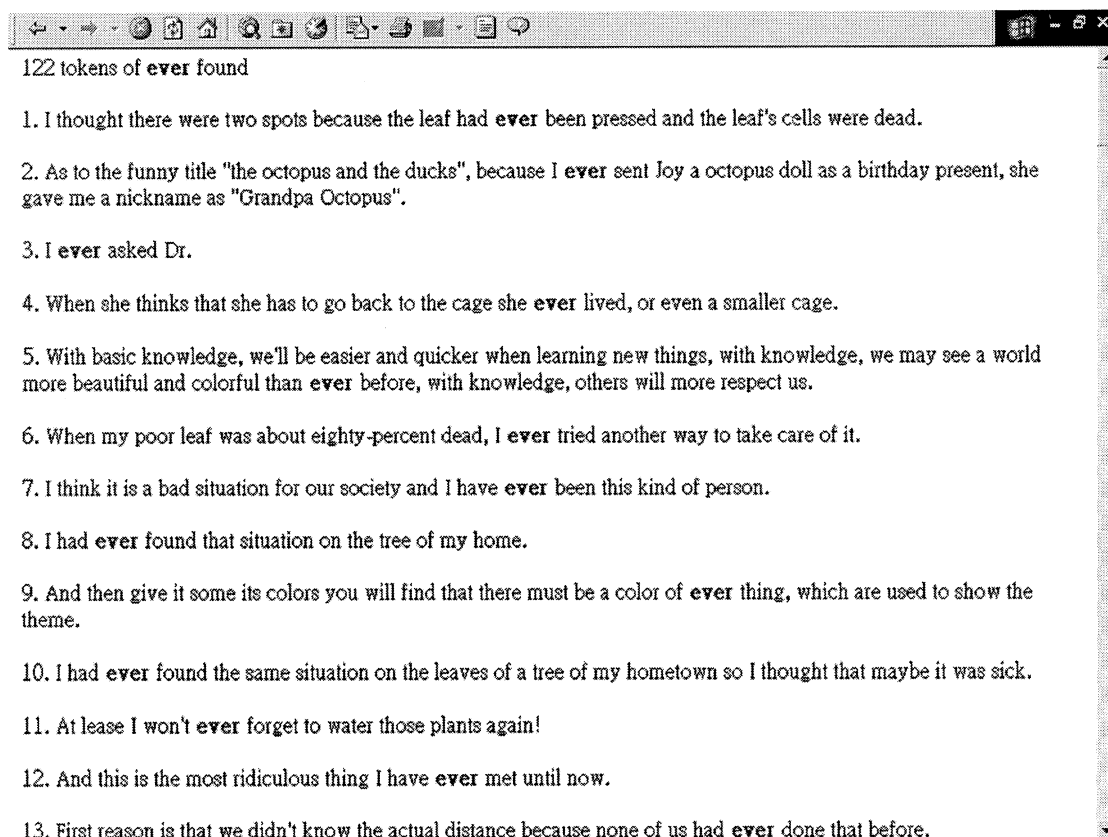 122 tokens of ever found
1. I thought there were two spots because the leaf had ever been pressed and the leaf's cells were dead.
2. As to the funny title "the octopus and the ducks", because I ever sent Joy a octopus doll as a birthday present, she
gave me a nickname as "Grandpa Octopus".
3. I ever asked Dr.
4. When she thinks that she has to go back to the cage she ever lived, or even a smaller cage.
5. With basic knowledge, we'll be easier and quicker when learning new things, with knowledge, we may see a world
more beautiful and colorful than ever before, with knowledge, others will more respect us.
6. When my poor leaf was about eighty-percent dead, I ever tried another way to take care of it.
7. I think it is a bad situation for our society and I have ever been this kind of person.
8. I had ever found that situation on the tree of my home.
9. And then give it some its colors you will find that there must be a color of ever thing, which are used to show the
theme.
10. I had ever found the same situation on the leaves of a tree of my hometown so I thought that maybe it was sick.
11. At lease I won't ever forget to water those plants again!
12. And this is the most ridiculous thing I have ever met until now.
13. First reason is that we didn't know the actual distance because none of us had ever done that before.